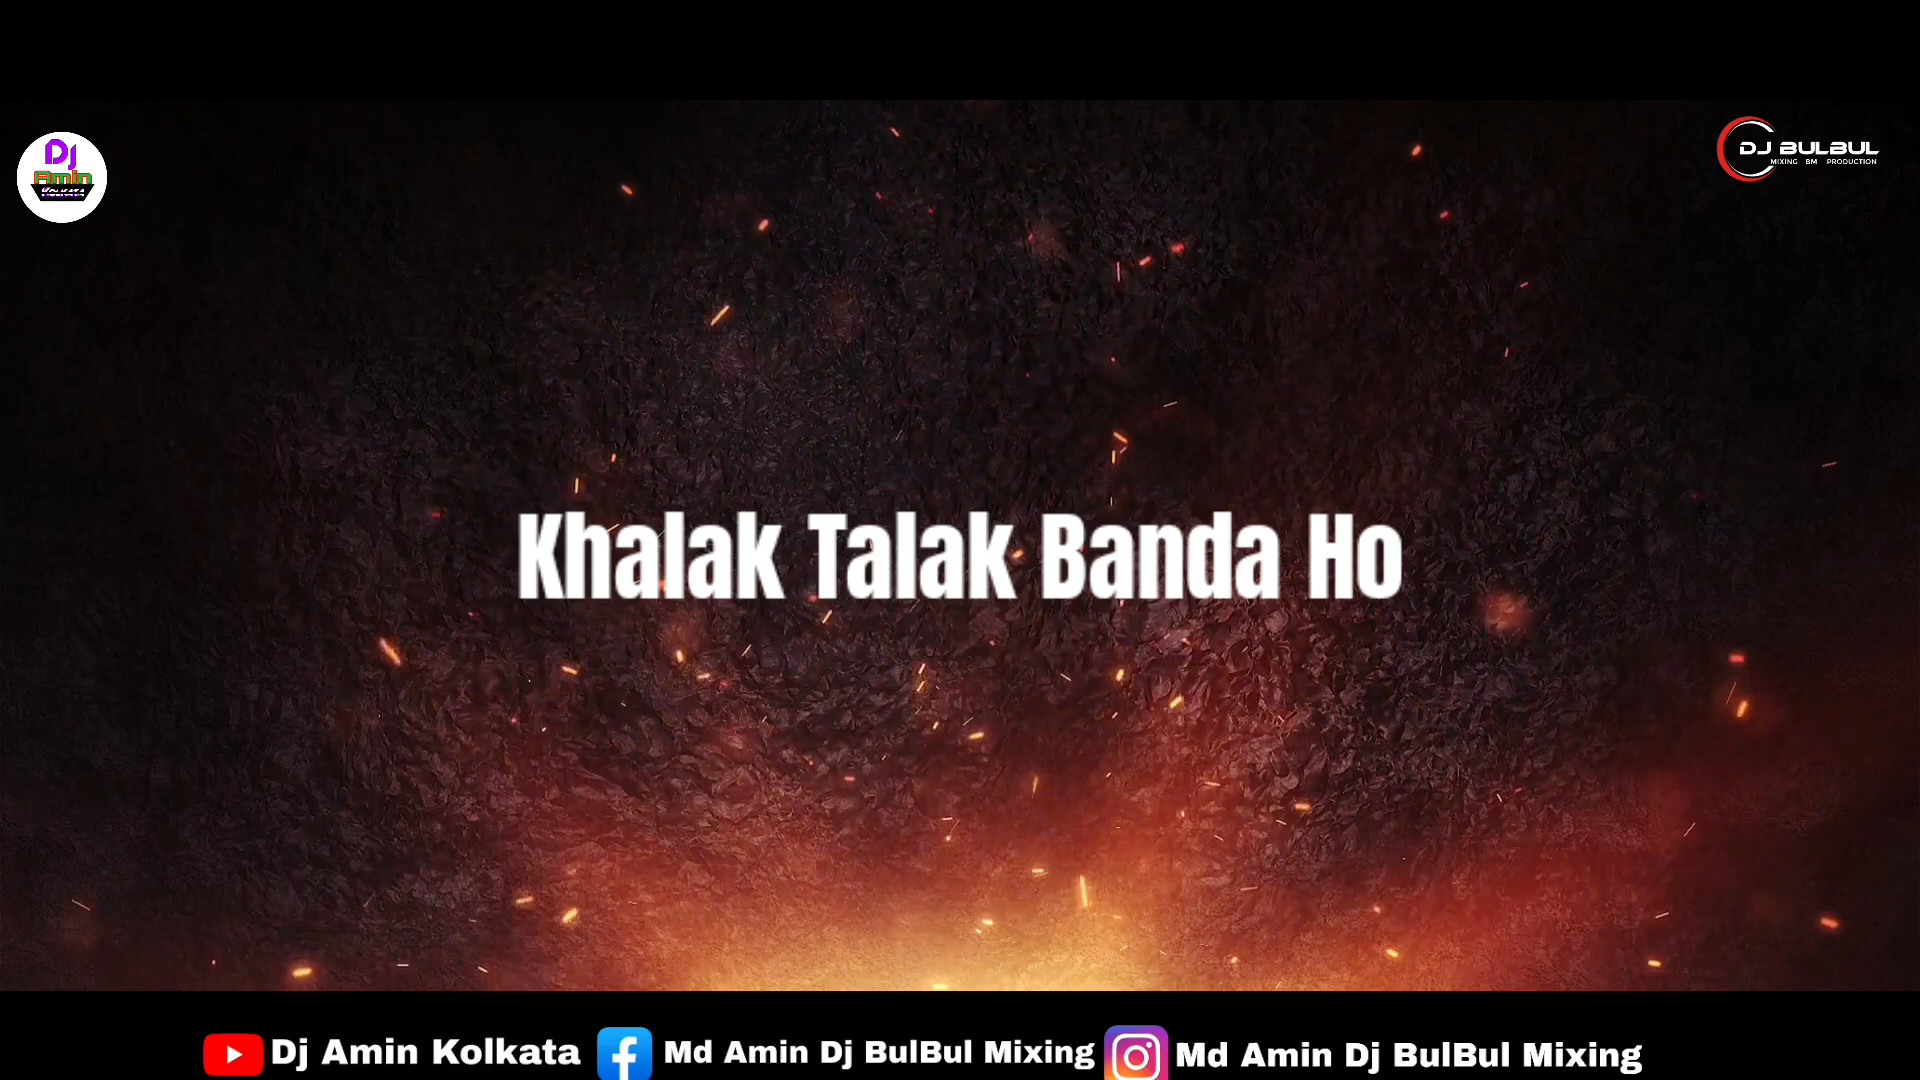 Dj
Amin
KOLKATA
DJ BULBUL
MIXING BM PRODUCTION
Khalak Talak Banda Ho
Dj Amin Kolkata Md Amin Dj BulBul Mixing Md Amin Dj BulBul Mixing